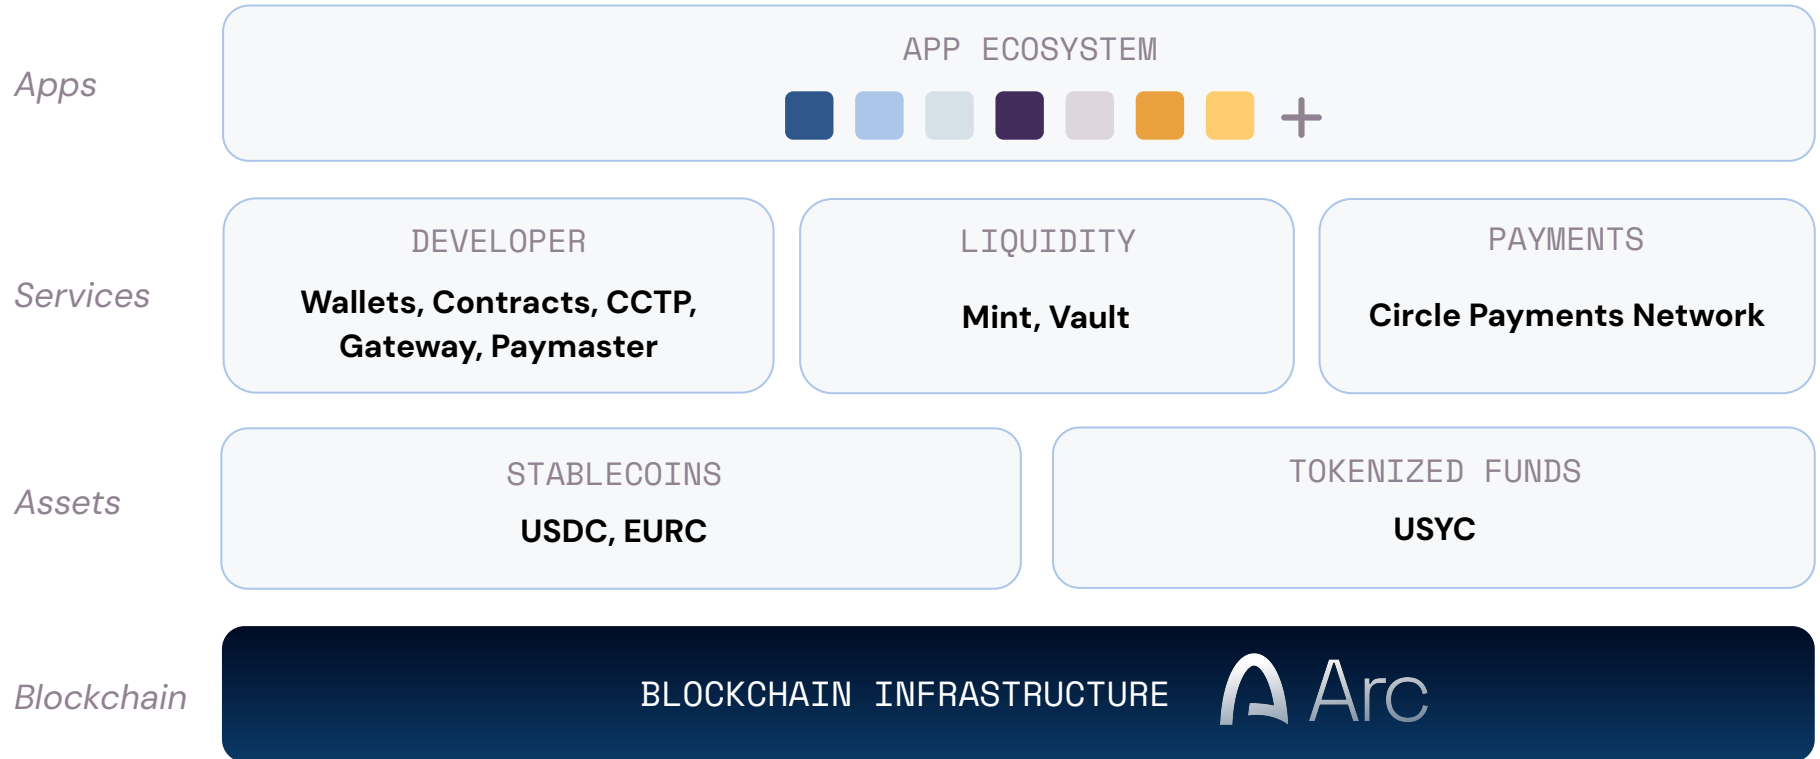 Apps
APP ECOSYSTEM
Services
DEVELOPER
Wallets, Contracts, CCTP,
Gateway, Paymaster
LIQUIDITY
Mint, Vault
PAYMENTS
Circle Payments Network
Assets
STABLECOINS
USDC, EURC
TOKENIZED FUNDS
USYC
Blockchain
BLOCKCHAIN INFRASTRUCTURE
Arc